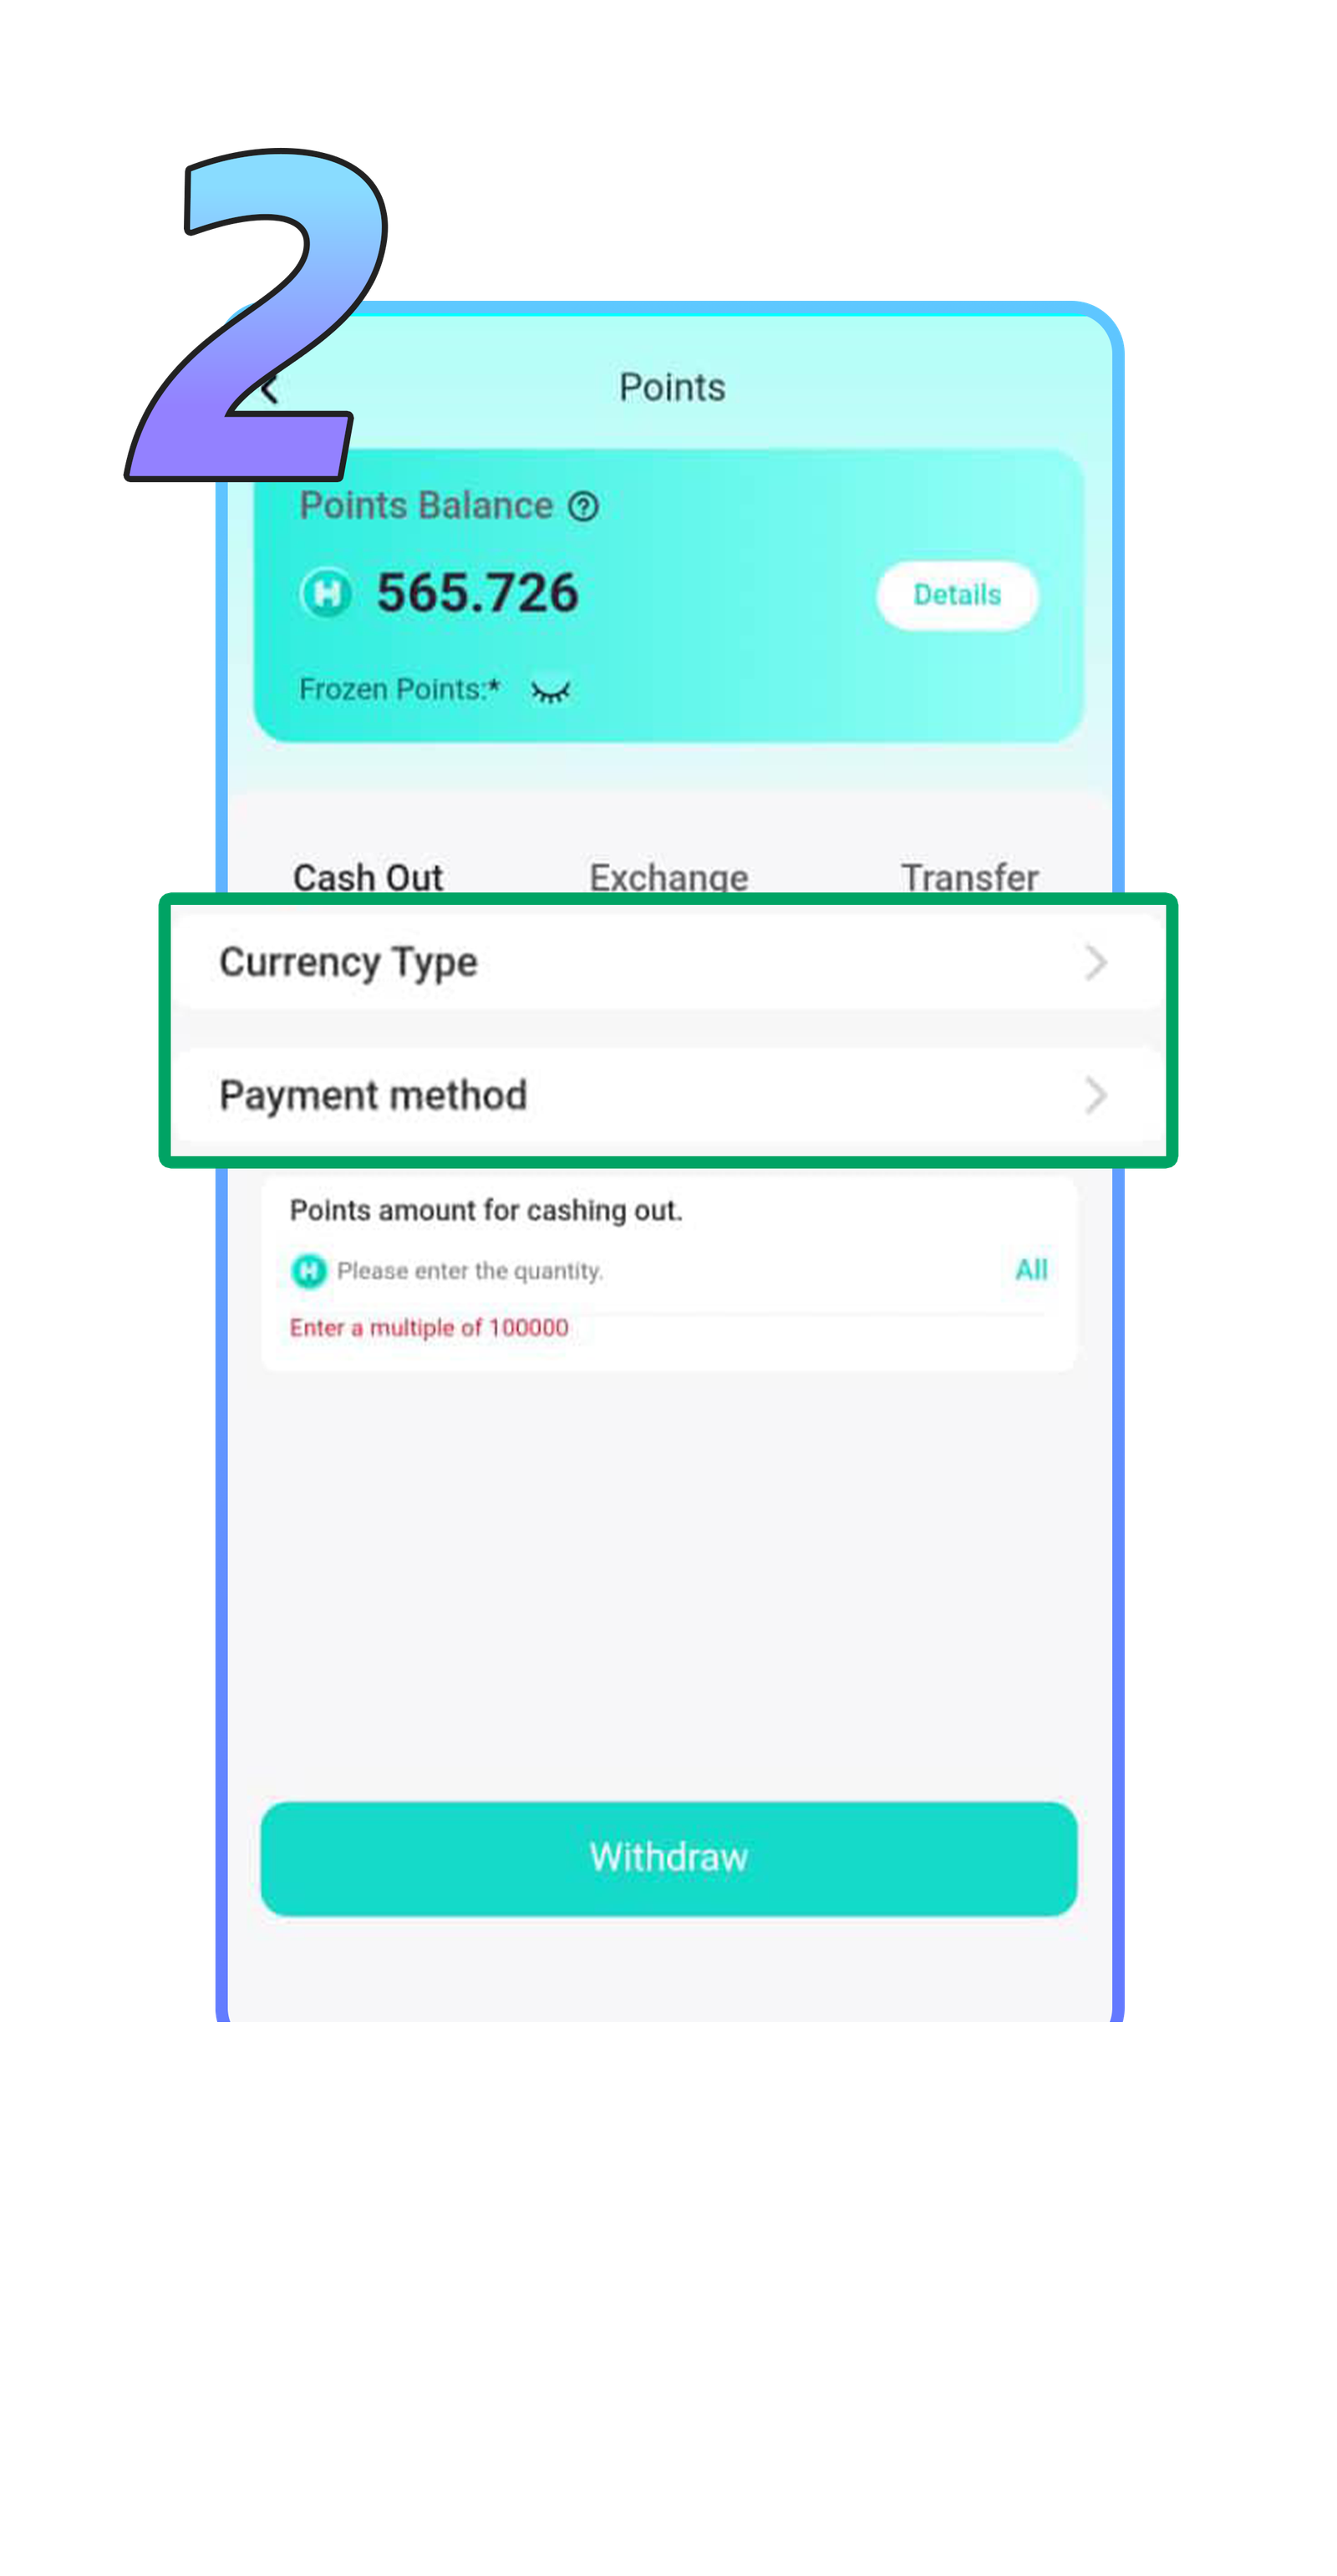 2
Points
Points Balance
565.726
Details
Frozen Points:*
Cash Out Exchange Transfer
Currency Type
Payment method
Points amount for cashing out.
Please enter the quantity. All
Enter a multiple of 100000
Withdraw